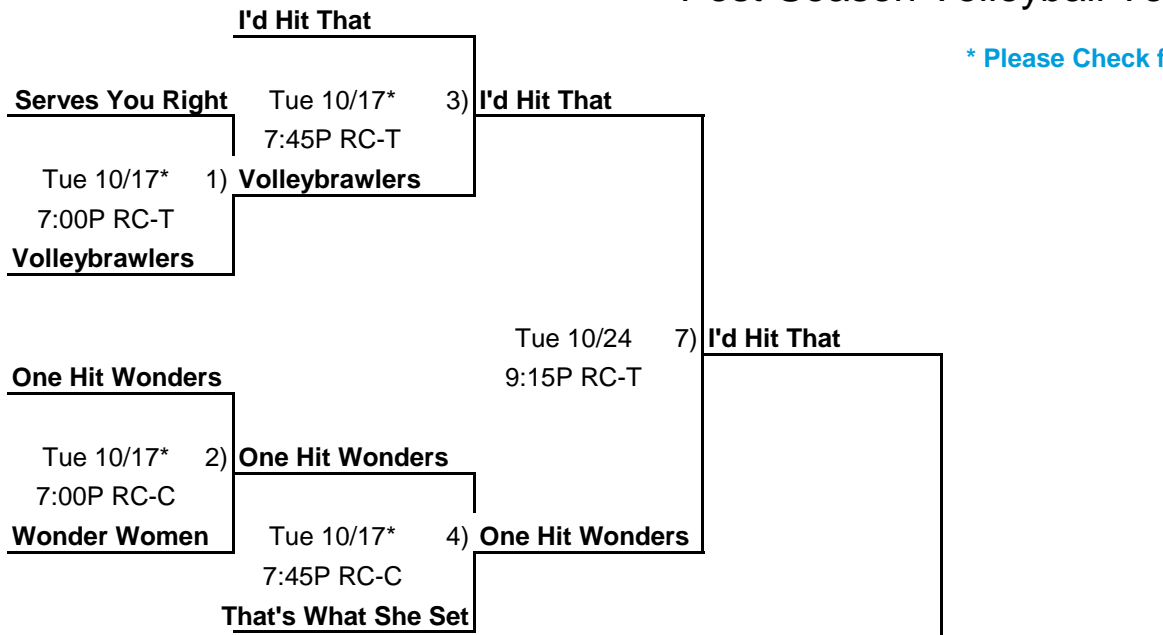 I'd Hit That
* Please Check
Serves You Right Tue 10/17* 3) I'd Hit That
7:45P RC-T
Tue 10/17* 1) Volleybrawlers
7:00P RC-T
Volleybrawlers
Tue 10/24 7) I'd Hit That
One Hit Wonders 9:15P RC-T
Tue 10/17* 2) One Hit Wonders
7:00P RC-C
Wonder Women Tue 10/17* 4) One Hit Wonders
7:45P RC-C
That's What She Set